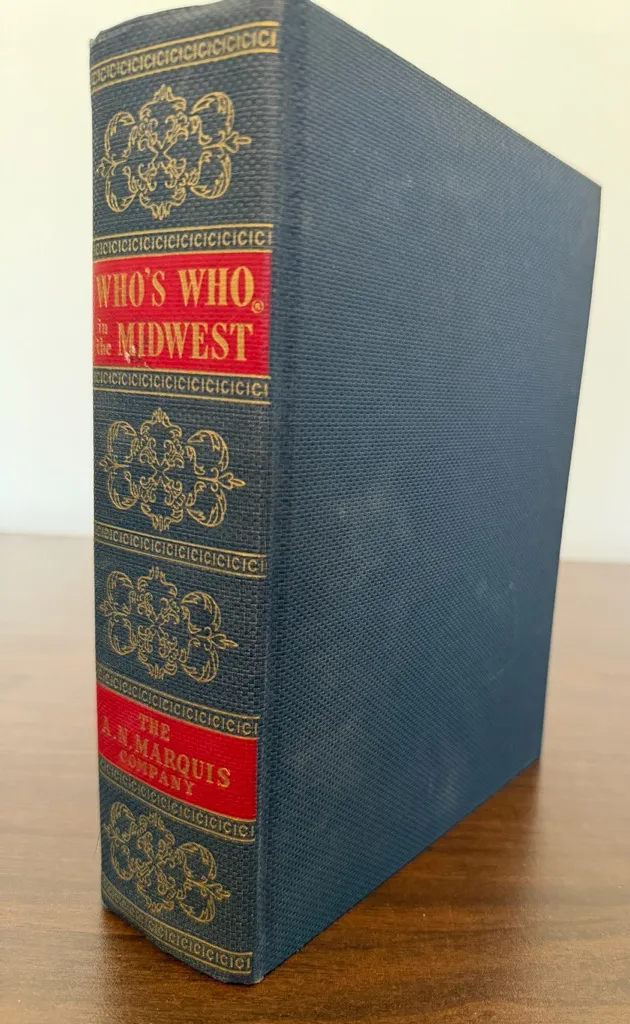 WHO'S WHO®
in the MIDWEST
THE
A.N. MARQUIS
COMPANY